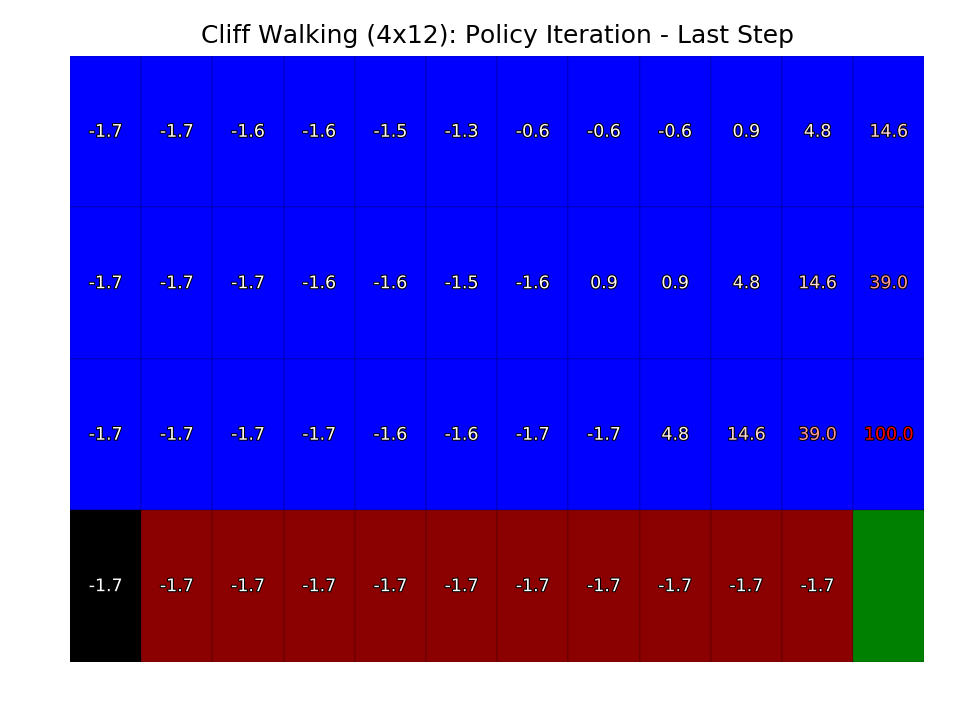 Cliff Walking (4x12): Policy Iteration - Last Step
-1.7 -1.7 -1.6 -1.6 -1.5 -1.3 -0.6 -0.6 -0.6 0.9 4.8 14.6
-1.7 -1.7 -1.7 -1.6 -1.6 -1.5 -1.6 0.9 0.9 4.8 14.6 39.0
-1.7 -1.7 -1.7 -1.7 -1.6 -1.6 -1.7 -1.7 4.8 14.6 39.0 100.0
-1.7 -1.7 -1.7 -1.7 -1.7 -1.7 -1.7 -1.7 -1.7 -1.7 -1.7